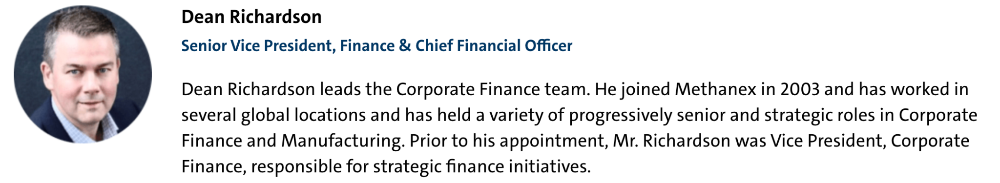 Dean Richardson
Senior Vice President, Finance & Chief Financial Officer
Dean Richardson leads the Corporate Finance team. He joined Methanex in 2003 and has worked in
several global locations and has held a variety of progressively senior and strategic roles in Corporate
Finance and Manufacturing. Prior to his appointment, Mr. Richardson was Vice President, Corporate
Finance, responsible for strategic finance initiatives.